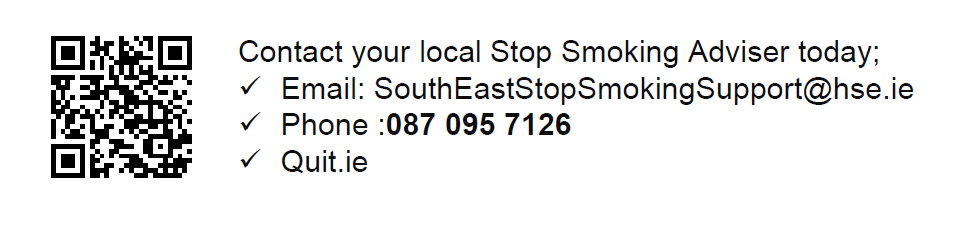 Contact your local Stop Smoking Adviser today;
✓ Email: SouthEastStopSmokingSupport@hse.ie
✓ Phone :087 095 7126
✓ Quit.ie